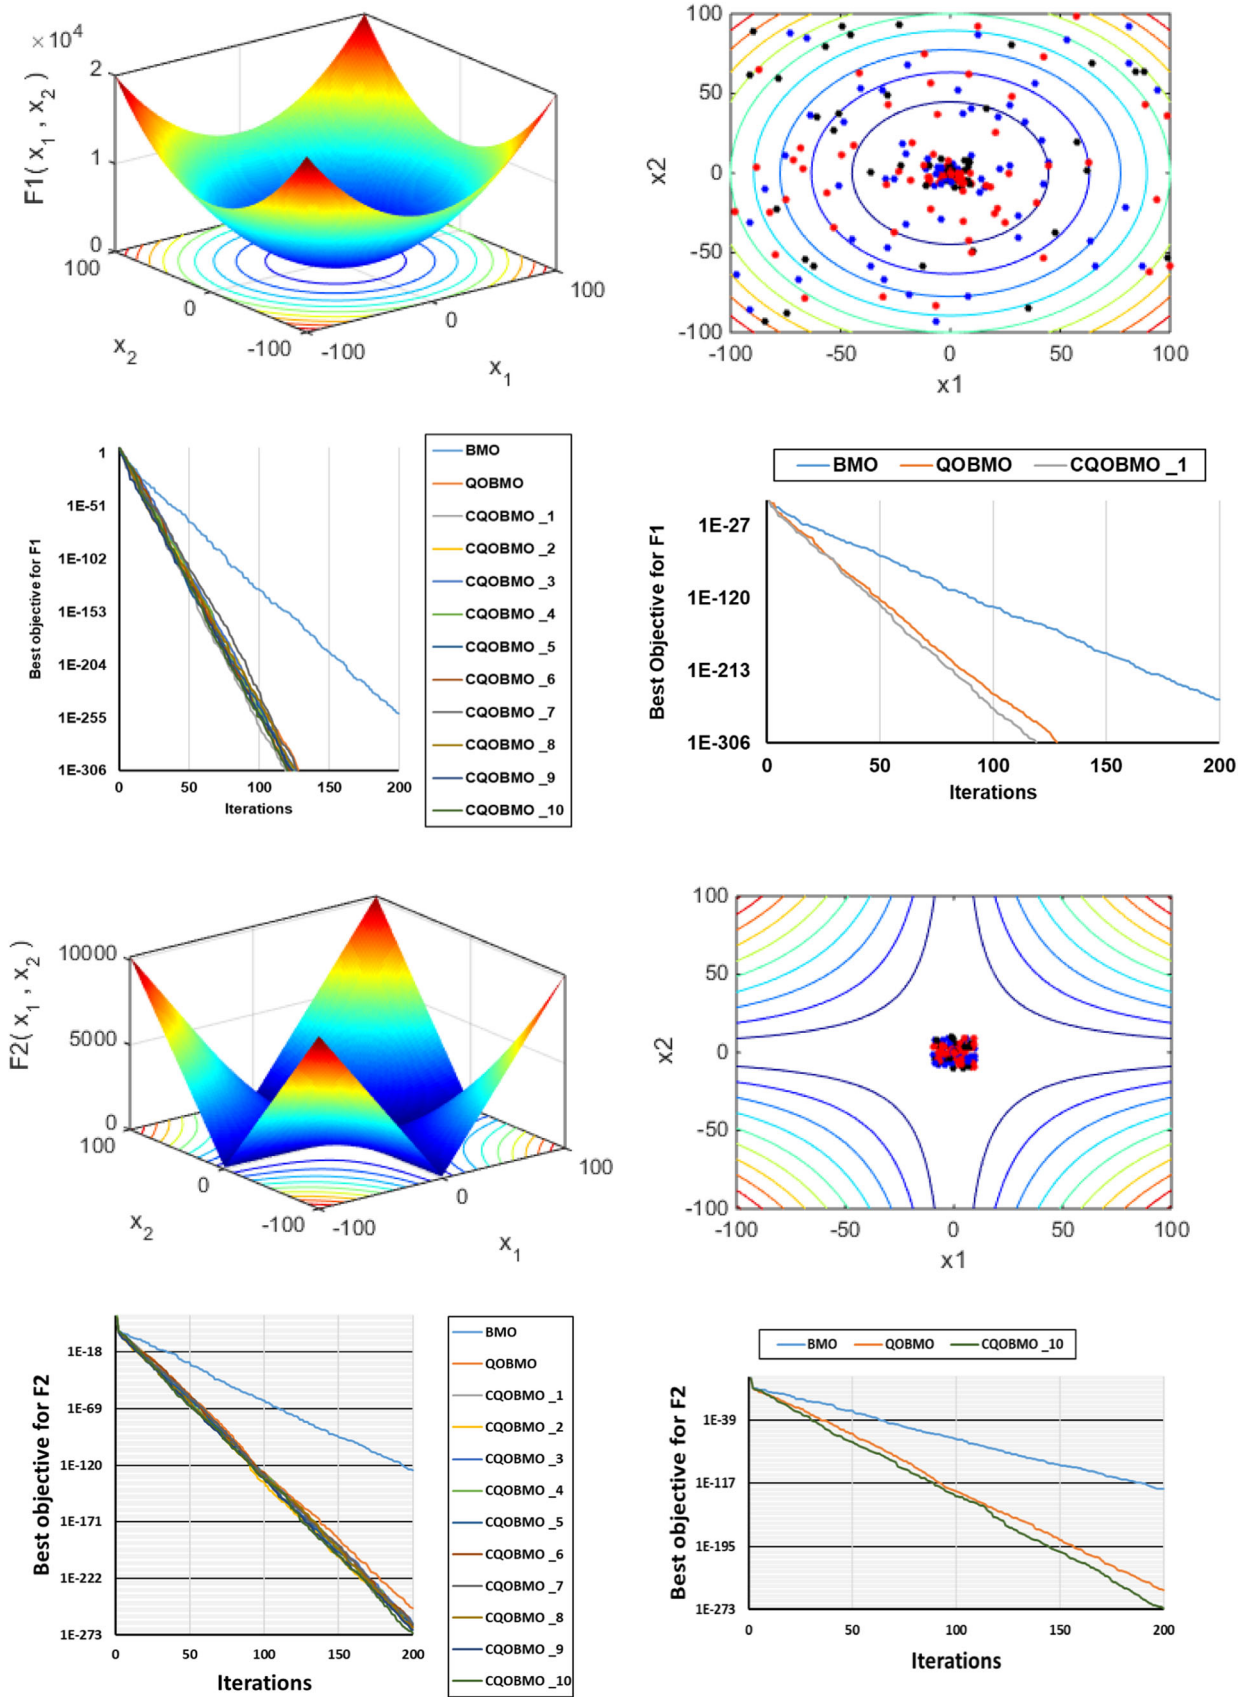 × 10⁴
2
1
0
F1( x₁ , x₂ )
100
0
-100
x₂
-100
0
100
x₁
100
50
0
-50
-100
x2
-100
-50
0
50
100
x1
1
1E-51
1E-102
1E-153
1E-204
1E-255
1E-306
Best objective for F1
0
50
100
150
200
Iterations
BMO
QOBMO
CQOBMO _1
CQOBMO _2
CQOBMO _3
CQOBMO _4
CQOBMO _5
CQOBMO _6
CQOBMO _7
CQOBMO _8
CQOBMO _9
CQOBMO _10
BMO
QOBMO
CQOBMO _1
1E-27
1E-120
1E-213
1E-306
Best Objective for F1
0
50
100
150
200
Iterations
10000
5000
0
F2( x₁ , x₂ )
100
0
-100
x₂
-100
0
100
x₁
100
50
0
-50
-100
x2
-100
-50
0
50
100
x1
1E-18
1E-69
1E-120
1E-171
1E-222
1E-273
Best objective for F2
0
50
100
150
200
Iterations
BMO
QOBMO
CQOBMO _1
CQOBMO _2
CQOBMO _3
CQOBMO _4
CQOBMO _5
CQOBMO _6
CQOBMO _7
CQOBMO _8
CQOBMO _9
CQOBMO _10
BMO
QOBMO
CQOBMO _10
1E-39
1E-117
1E-195
1E-273
Best objective for F2
0
50
100
150
200
Iterations